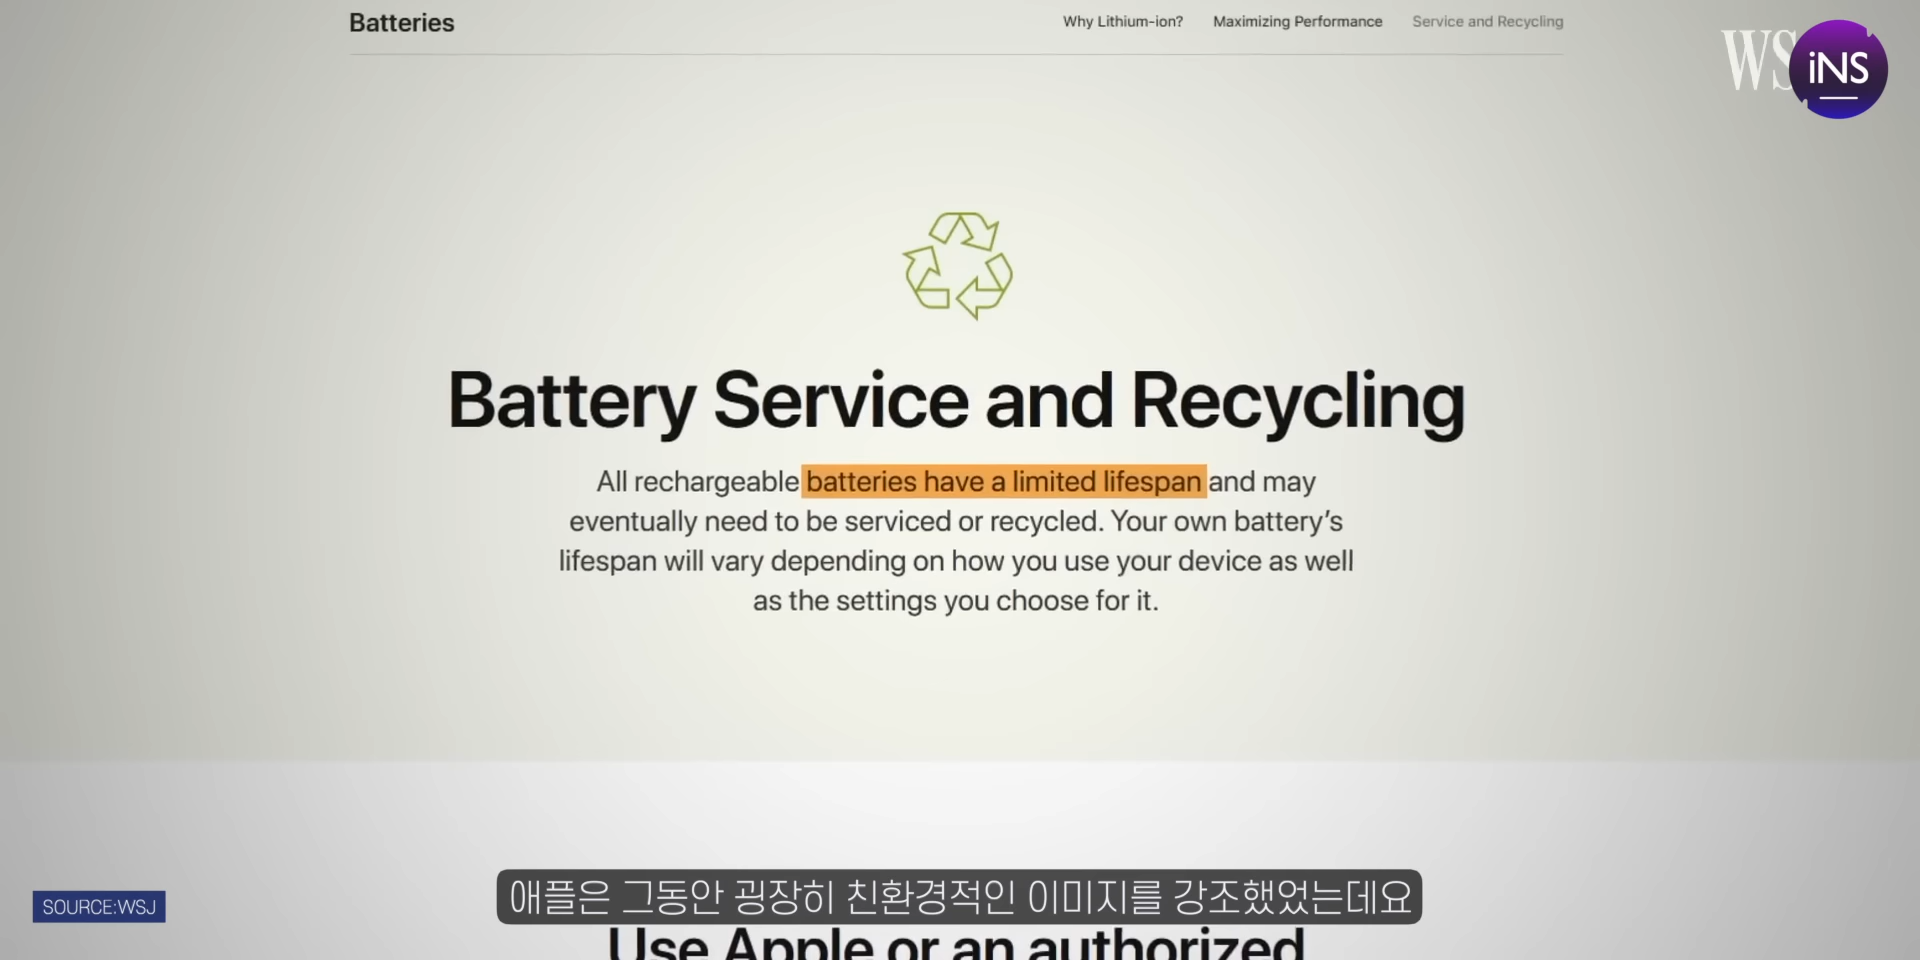 Batteries
Why Lithium-ion? Maximizing Performance Service and Recycling
WS
iNS
Battery Service and Recycling
All rechargeable batteries have a limited lifespan and may
eventually need to be serviced or recycled. Your own battery’s
lifespan will vary depending on how you use your device as well
as the settings you choose for it.
애플은 그동안 굉장히 친환경적인 이미지를 강조했었는데요
SOURCE:WSJ
Use Apple or an authorized